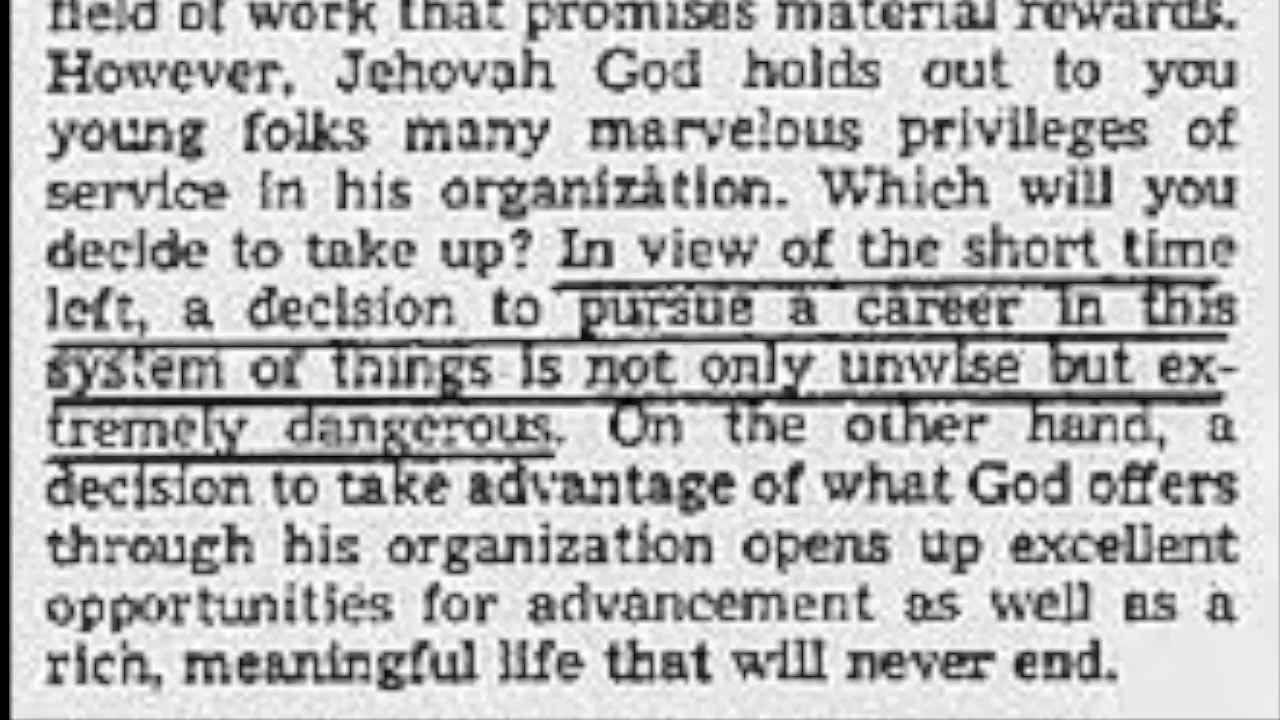 field of work that promises material rewards.
However, Jehovah God holds out to you
young folks many marvelous privileges of
service in his organization. Which will you
decide to take up? In view of the short time
left, a decision to pursue a career in this
system of things is not only unwise but ex-
tremely dangerous. On the other hand, a
decision to take advantage of what God offers
through his organization opens up excellent
opportunities for advancement as well as a
rich, meaningful life that will never end.